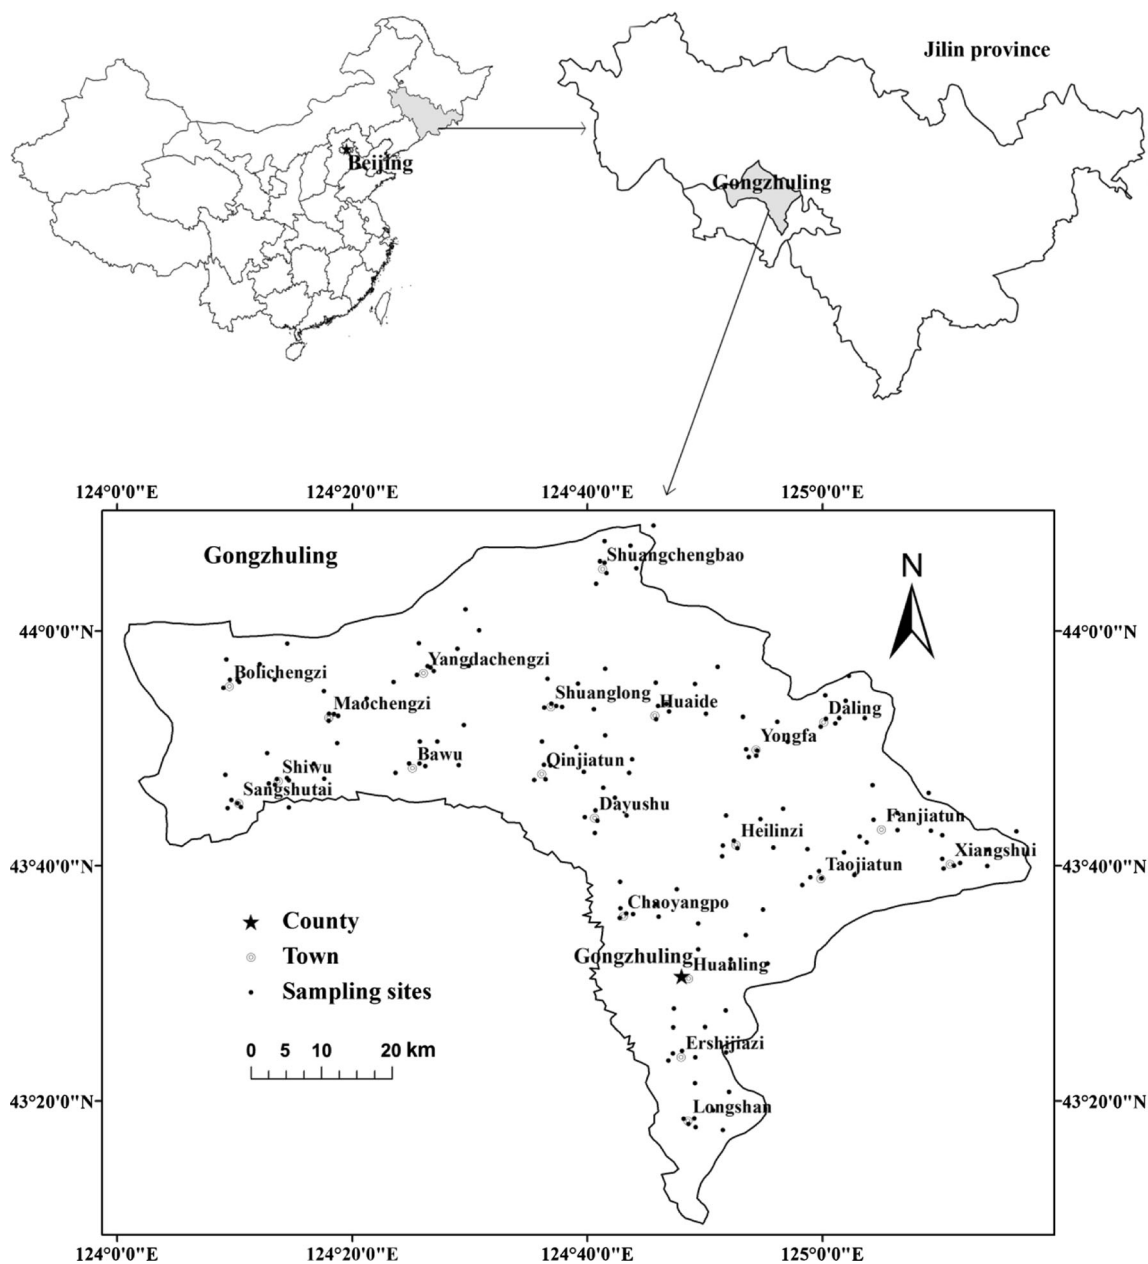 Jilin province
Beijing
Gongzhuling
124°0'0"E 124°20'0"E 124°40'0"E 125°0'0"E
Gongzhuling
Shuangchengbao
N
44°0'0"N 44°0'0"N
Yangdachengzi
Bolichengzi
Shuanglong
Maochengzi
Huaide
Daling
Yongfa
Bawu
Qinjiatun
Shiwu
Sangshutai
Dayushu
Fanjiatun
Heilinzi
Xiangshui
Taojiatun
43°40'0"N 43°40'0"N
Chaoyangpo
County
Gongzhuling
Town
Huanling
Sampling sites
Ershijiazi
0 5 10 20 km
43°20'0"N 43°20'0"N
Longshan
124°0'0"E 124°20'0"E 124°40'0"E 125°0'0"E